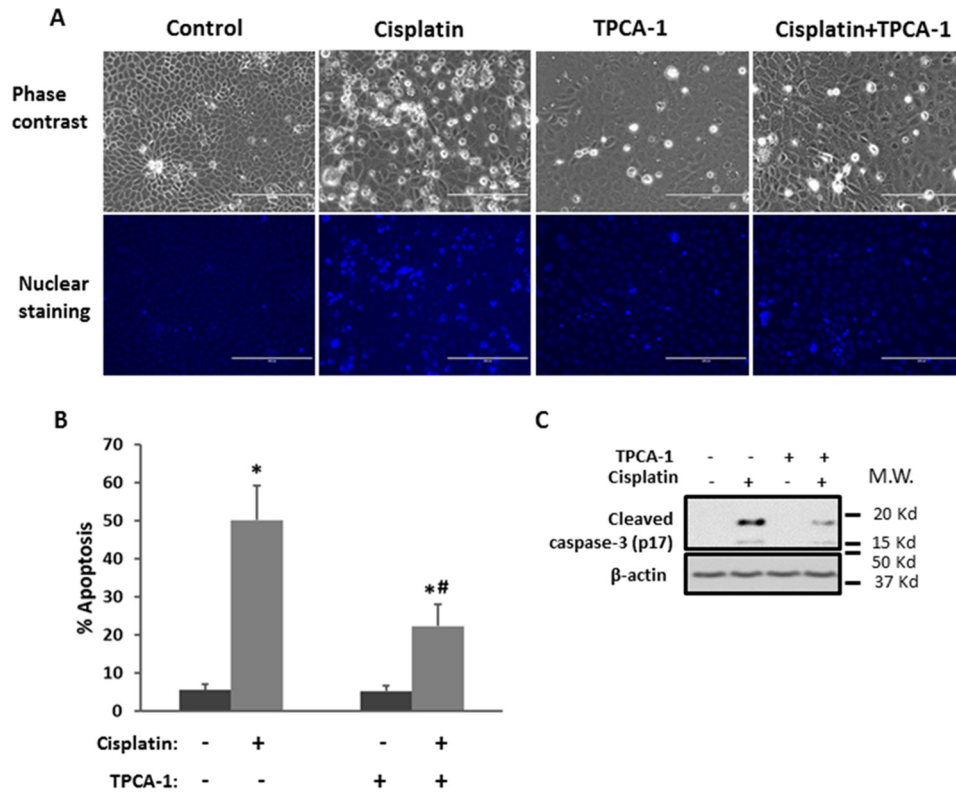 A
Control Cisplatin TPCA-1 Cisplatin+TPCA-1
Phase
contrast
Nuclear
staining
B
70
60
50
40
30
20
10
0
% Apoptosis
*
*#
Cisplatin: - + - +
TPCA-1: - - + +
C
TPCA-1 - - + +
Cisplatin - + - + M.W.
Cleaved
caspase-3 (p17)
20 Kd
15 Kd
50 Kd
β-actin
37 Kd